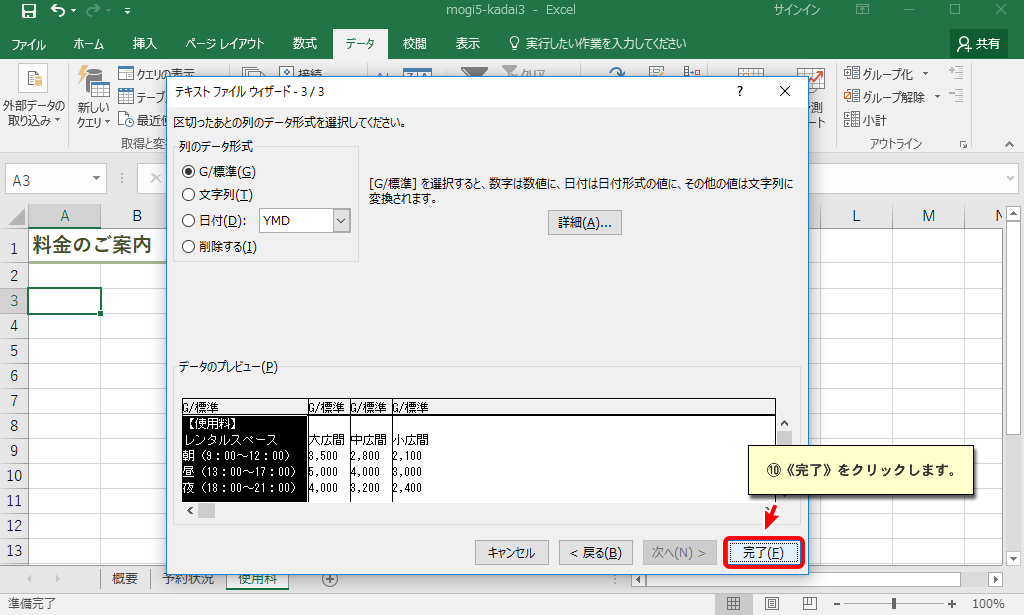 mogi5-kadai3 - Excel
サインイン
ファイル ホーム 挿入 ページ レイアウト 数式 データ 校閲 表示 実行したい作業を入力してください 共有
クエリの表示
接続
クリア
グループ化
外部データの
取り込み
新しい
クエリ
グループ解除
小計
取得と変
アウトライン
テキスト ファイル ウィザード - 3 / 3
?
区切ったあとの列のデータ形式を選択してください。
列のデータ形式
G/標準(G)
文字列(T)
日付(D): YMD
削除する(I)
[G/標準] を選択すると、数字は数値に、日付は日付形式の値に、その他の値は文字列に
変換されます。
詳細(A)...
データのプレビュー(P)
G/標準 G/標準 G/標準 G/標準
【使用料】
レンタルスペース 大広間 中広間 小広間
朝（9：00～12：00） 3,500 2,800 2,100
昼（13：00～17：00） 5,000 4,000 3,000
夜（18：00～21：00） 4,000 3,200 2,400
⑩《完了》をクリックします。
キャンセル
< 戻る(B)
次へ(N) >
完了(F)
A3
A B L M N
1 料金のご案内
2
3
4
5
6
7
8
9
10
11
12
13
概要 予約状況 使用料
準備完了
100%